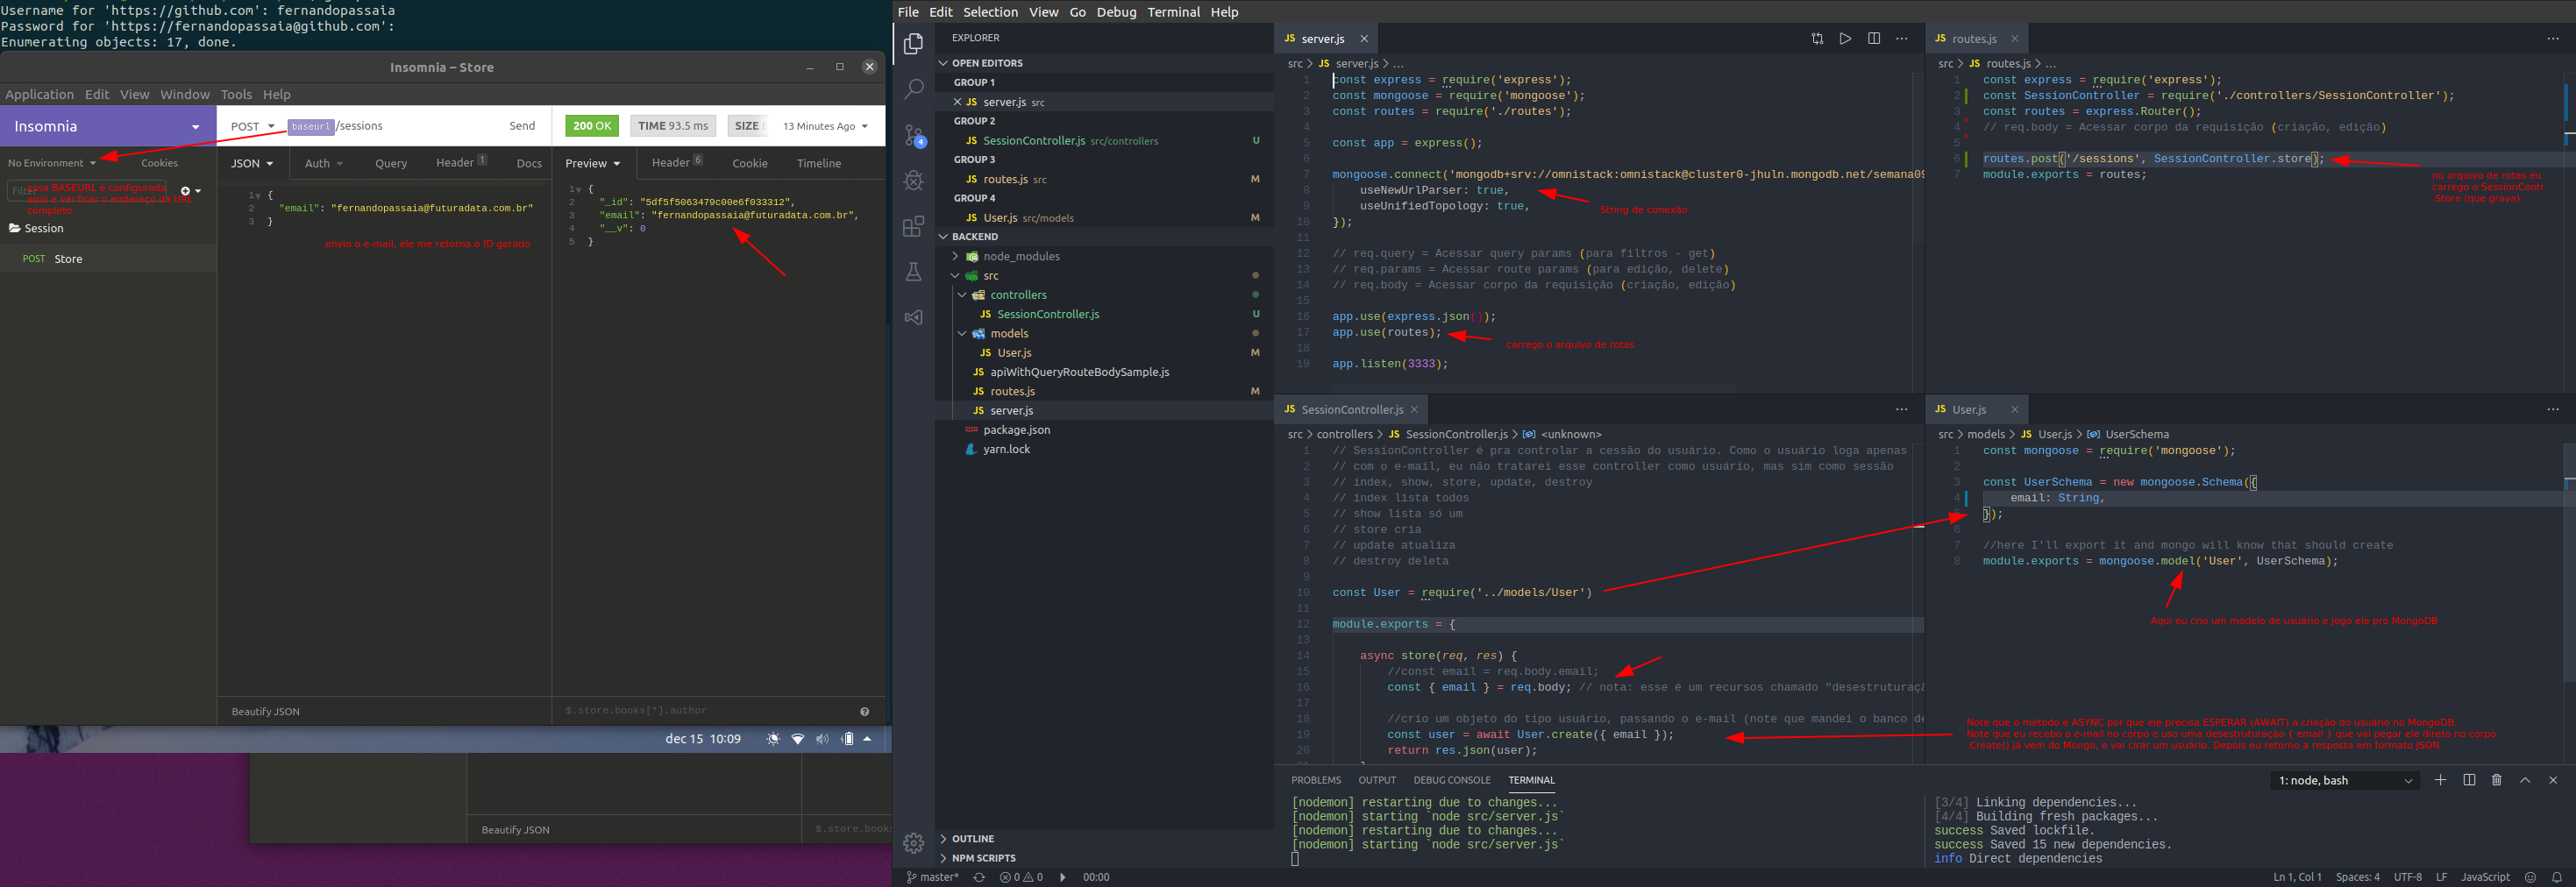 Username for 'https://github.com': fernandopassaia
Password for 'https://fernandopassaia@github.com':
Enumerating objects: 17, done.
Insomnia – Store
Application Edit View Window Tools Help
Insomnia
POST baseurl /sessions Send
200 OK TIME 93.5 ms SIZE 13 Minutes Ago
No Environment Cookies
JSON Auth Query Header 1 Docs
Preview Header 6 Cookie Timeline
Filter
essa BASEURL é configurada
aqui e vai ficar o endereço da URL
completo
Session
POST Store
1 {
2 "email": "fernandopassaia@futuradata.com.br"
3 }
envio o e-mail, ele me retorna o ID gerado
1 {
2 "_id": "5df5f5063479c00e6f033312",
3 "email": "fernandopassaia@futuradata.com.br",
4 "__v": 0
5 }
Beautify JSON
$.store.books[*].author
dec 15 10:09
Beautify JSON
$.store.books
File Edit Selection View Go Debug Terminal Help
EXPLORER
OPEN EDITORS
GROUP 1
JS server.js src
GROUP 2
JS SessionController.js src/controllers U
GROUP 3
JS routes.js src M
GROUP 4
JS User.js src/models M
BACKEND
node_modules
src
controllers
JS SessionController.js U
models
JS User.js M
JS apiWithQueryRouteBodySample.js
JS routes.js M
JS server.js
package.json
yarn.lock
OUTLINE
NPM SCRIPTS
4
JS server.js
src > JS server.js > ...
1 const express = require('express');
2 const mongoose = require('mongoose');
3 const routes = require('./routes');
4
5 const app = express();
6
7 mongoose.connect('mongodb+srv://omnistack:omnistack@cluster0-jhuln.mongodb.net/semana09
8 useNewUrlParser: true,
9 useUnifiedTopology: true,
10 });
11
12 // req.query = Acessar query params (para filtros - get)
13 // req.params = Acessar route params (para edição, delete)
14 // req.body = Acessar corpo da requisição (criação, edição)
15
16 app.use(express.json());
17 app.use(routes);
18
19 app.listen(3333);
String de conexão
carrego o arquivo de rotas
JS routes.js
src > JS routes.js > ...
1 const express = require('express');
2 const SessionController = require('./controllers/SessionController');
3 const routes = express.Router();
4 // req.body = Acessar corpo da requisição (criação, edição)
5
6 routes.post('/sessions', SessionController.store);
7 module.exports = routes;
no arquivo de rotas eu
carrego o SessionContr
.Store (que grava)
JS SessionController.js
src > controllers > JS SessionController.js > <unknown>
1 // SessionController é pra controlar a cessão do usuário. Como o usuário loga apenas
2 // com o e-mail, eu não tratarei esse controller como usuário, mas sim como sessão
3 // index, show, store, update, destroy
4 // index lista todos
5 // show lista só um
6 // store cria
7 // update atualiza
8 // destroy deleta
9
10 const User = require('../models/User')
11
12 module.exports = {
13
14 async store(req, res) {
15 //const email = req.body.email;
16 const { email } = req.body; // nota: esse é um recursos chamado "desestruturaçã
17
18 //crio um objeto do tipo usuário, passando o e-mail (note que mandei o banco de
19 const user = await User.create({ email });
20 return res.json(user);
JS User.js
src > models > JS User.js > UserSchema
1 const mongoose = require('mongoose');
2
3 const UserSchema = new mongoose.Schema({
4 email: String,
5 });
6
7 //here I'll export it and mongo will know that should create
8 module.exports = mongoose.model('User', UserSchema);
Aqui eu crio um modelo de usuário e jogo ele pro MongoDB
Note que o método é ASYNC por que ele precisa ESPERAR (AWAIT) a criação do usuário no MongoDB.
Note que eu recebo o e-mail no corpo e uso uma desestruturação { email } que vai pegar ele direto no corpo.
.Create() já vem do Mongo, e vai cirar um usuário. Depois eu retorno a resposta em formato JSON
PROBLEMS OUTPUT DEBUG CONSOLE TERMINAL 1: node, bash
[nodemon] restarting due to changes...
[nodemon] starting `node src/server.js`
[nodemon] restarting due to changes...
[nodemon] starting `node src/server.js`
[3/4] Linking dependencies...
[4/4] Building fresh packages...
success Saved lockfile.
success Saved 15 new dependencies.
info Direct dependencies
master* 0 0 00:00 Ln 1, Col 1 Spaces: 4 UTF-8 LF JavaScript